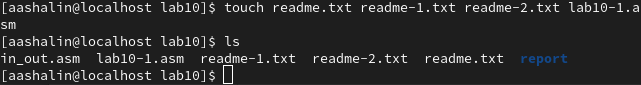 [aashalin@localhost lab10]$ touch readme.txt readme-1.txt readme-2.txt lab10-1.a
sm
[aashalin@localhost lab10]$ ls
in_out.asm  lab10-1.asm  readme-1.txt  readme-2.txt  readme.txt  report
[aashalin@localhost lab10]$